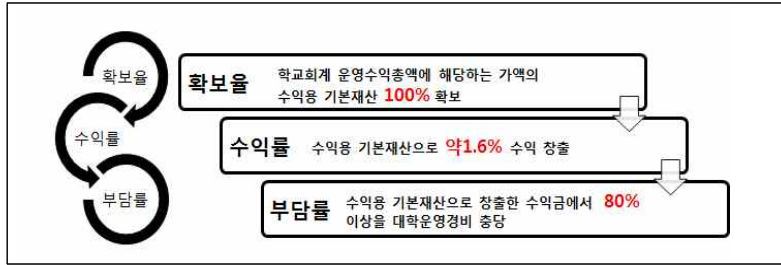 확보율
수익률
부담률
확보율
학교회계 운영수익총액에 해당하는 가액의
수익용 기본재산 100% 확보
수익률
수익용 기본재산으로 약1.6% 수익 창출
부담률
수익용 기본재산으로 창출한 수익금에서 80%
이상을 대학운영경비 충당